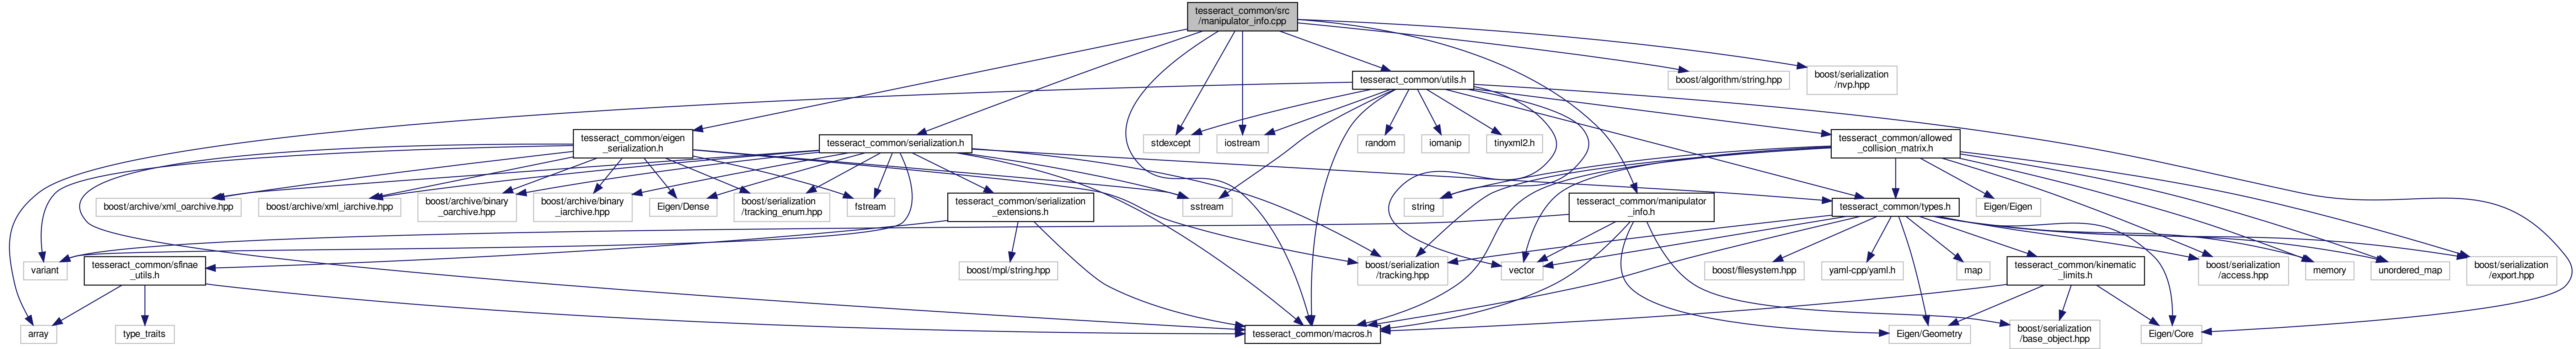 tesseract_common/src
/manipulator_info.cpp
tesseract_common/utils.h
boost/algorithm/string.hpp
boost/serialization
/nvp.hpp
tesseract_common/eigen
_serialization.h
tesseract_common/serialization.h
stdexcept
iostream
random
iomanip
tinyxml2.h
tesseract_common/allowed
_collision_matrix.h
boost/archive/xml_oarchive.hpp
boost/archive/xml_iarchive.hpp
boost/archive/binary
_oarchive.hpp
boost/archive/binary
_iarchive.hpp
Eigen/Dense
boost/serialization
/tracking_enum.hpp
fstream
tesseract_common/serialization
_extensions.h
sstream
string
tesseract_common/manipulator
_info.h
tesseract_common/types.h
Eigen/Eigen
variant
tesseract_common/sfinae
_utils.h
boost/mpl/string.hpp
boost/serialization
/tracking.hpp
vector
boost/filesystem.hpp
yaml-cpp/yaml.h
map
tesseract_common/kinematic
_limits.h
boost/serialization
/access.hpp
memory
unordered_map
boost/serialization
/export.hpp
array
type_traits
tesseract_common/macros.h
Eigen/Geometry
boost/serialization
/base_object.hpp
Eigen/Core